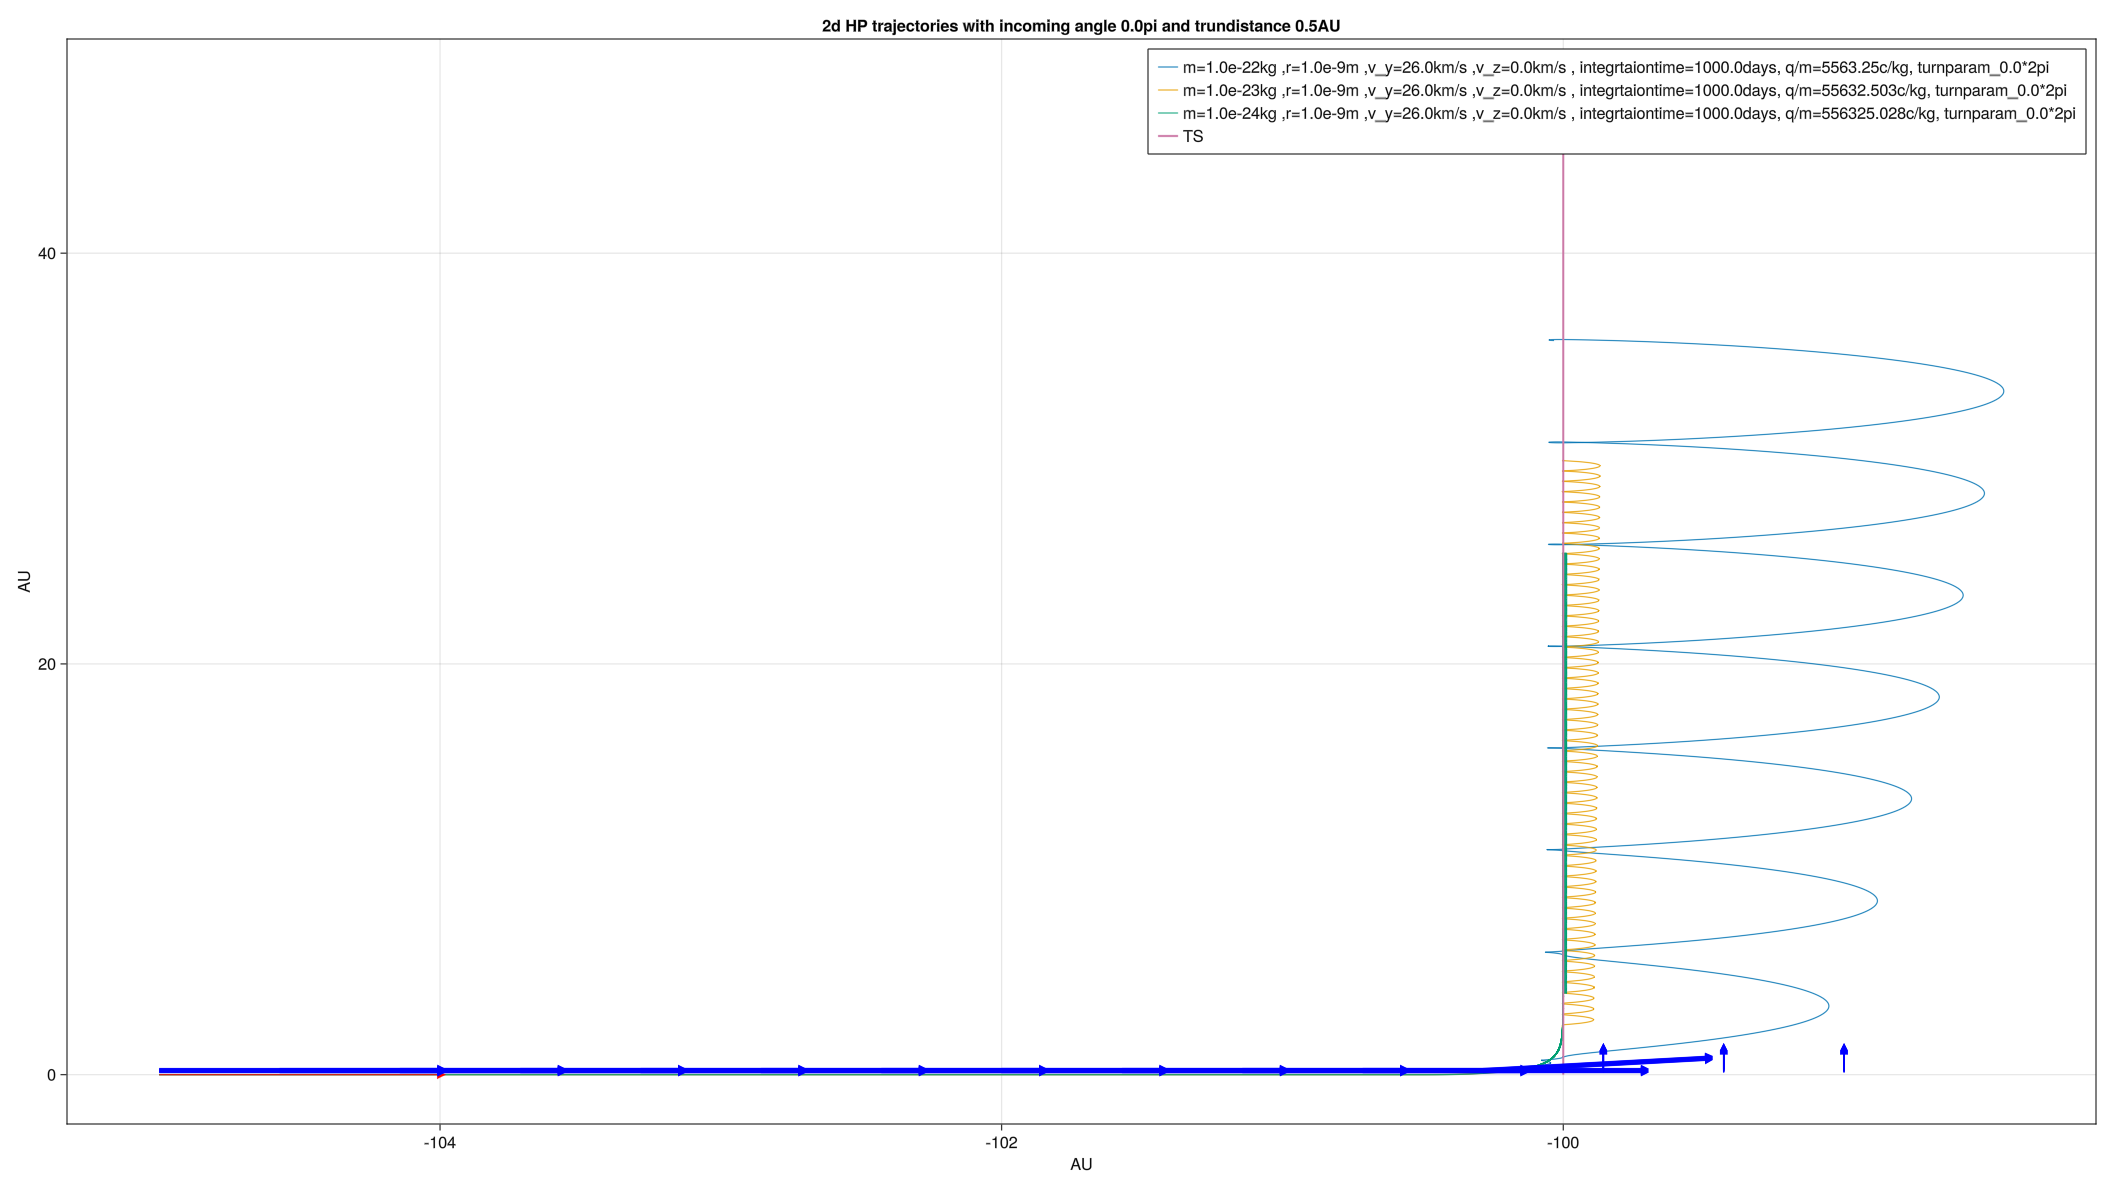 2d HP trajectories with incoming angle 0.0pi and trundistance 0.5AU
m=1.0e-22kg ,r=1.0e-9m ,v_y=26.0km/s ,v_z=0.0km/s , integrtaiontime=1000.0days, q/m=5563.25c/kg, turnparam_0.0*2pi
m=1.0e-23kg ,r=1.0e-9m ,v_y=26.0km/s ,v_z=0.0km/s , integrtaiontime=1000.0days, q/m=55632.503c/kg, turnparam_0.0*2pi
m=1.0e-24kg ,r=1.0e-9m ,v_y=26.0km/s ,v_z=0.0km/s , integrtaiontime=1000.0days, q/m=556325.028c/kg, turnparam_0.0*2pi
TS
40
20
0
AU
-104
-102
-100
AU